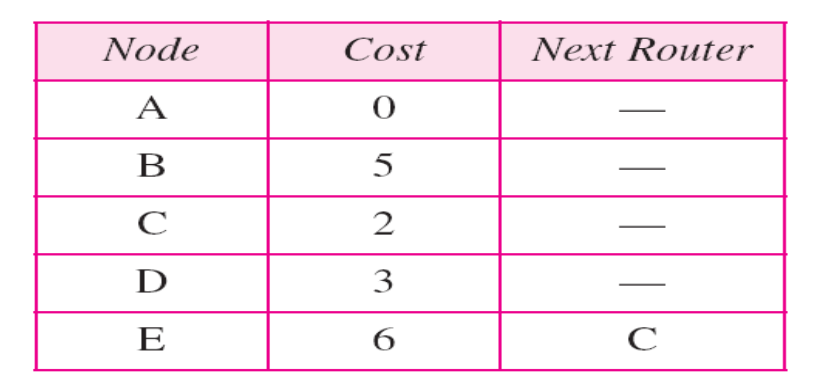 Node Cost Next Router
A 0 —
B 5 —
C 2 —
D 3 —
E 6 C